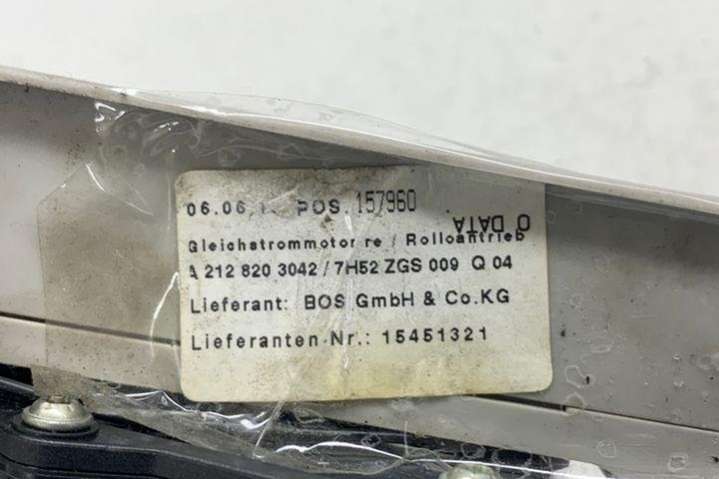 06.06.1 POS. 157960
O DATA
Gleichstrommotor re / Rolloantrieb
A 212 820 3042 / 7H52 ZGS 009 Q 04
Lieferant: BOS GmbH & Co.KG
Lieferanten-Nr.: 15451321